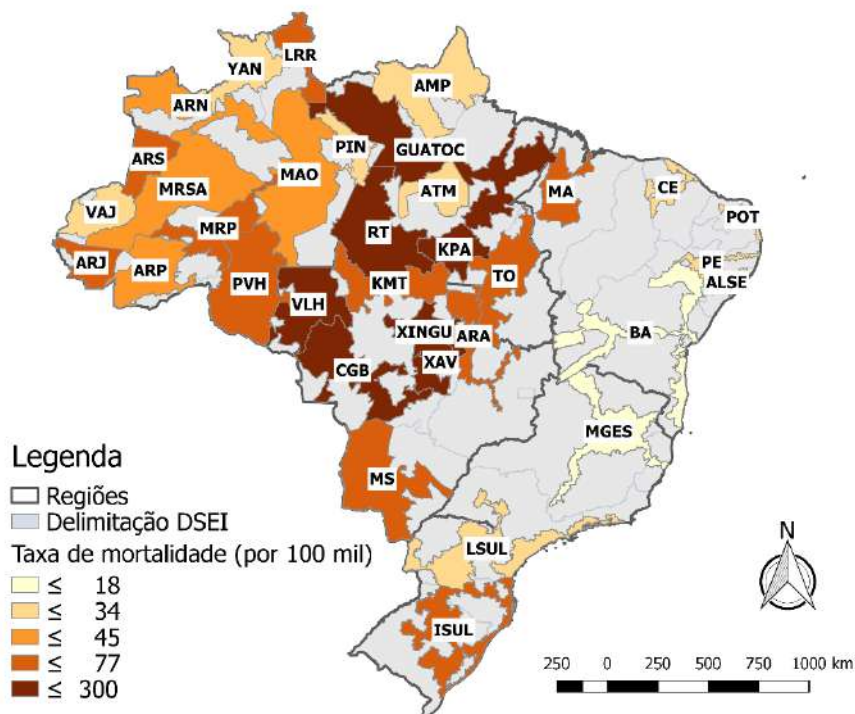 LRR
YAN
AMP
ARN
PIN
GUATOC
ARS
MAO
ATM
MA
CE
MRSA
VAJ
POT
MRP
RT
KPA
PE
ARJ
ARP
PVH
TO
ALSE
KMT
VLH
XINGU
ARA
BA
CGB
XAV
MGES
MS
LSUL
ISUL
Legenda
Regiões
Delimitação DSEI
Taxa de mortalidade (por 100 mil)
≤ 18
≤ 34
≤ 45
≤ 77
≤ 300
N
250 0 250 500 750 1000 km